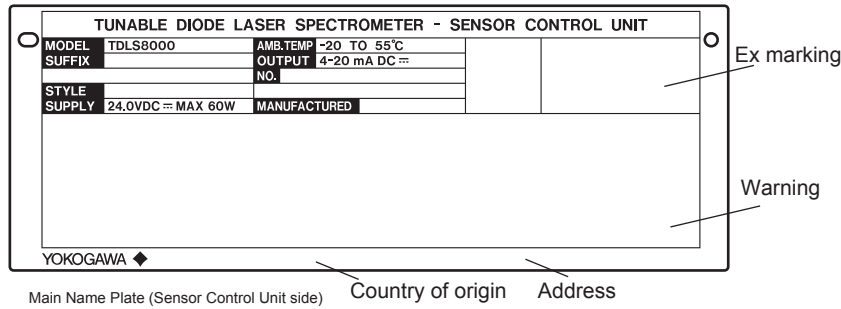 TUNABLE DIODE LASER SPECTROMETER - SENSOR CONTROL UNIT
MODEL TDLS8000 AMB.TEMP -20 TO 55°C
SUFFIX OUTPUT 4-20 mA DC ⎓
NO.
STYLE
SUPPLY 24.0VDC ⎓ MAX 60W MANUFACTURED
Ex marking
Warning
YOKOGAWA ◆
Main Name Plate (Sensor Control Unit side)
Country of origin
Address